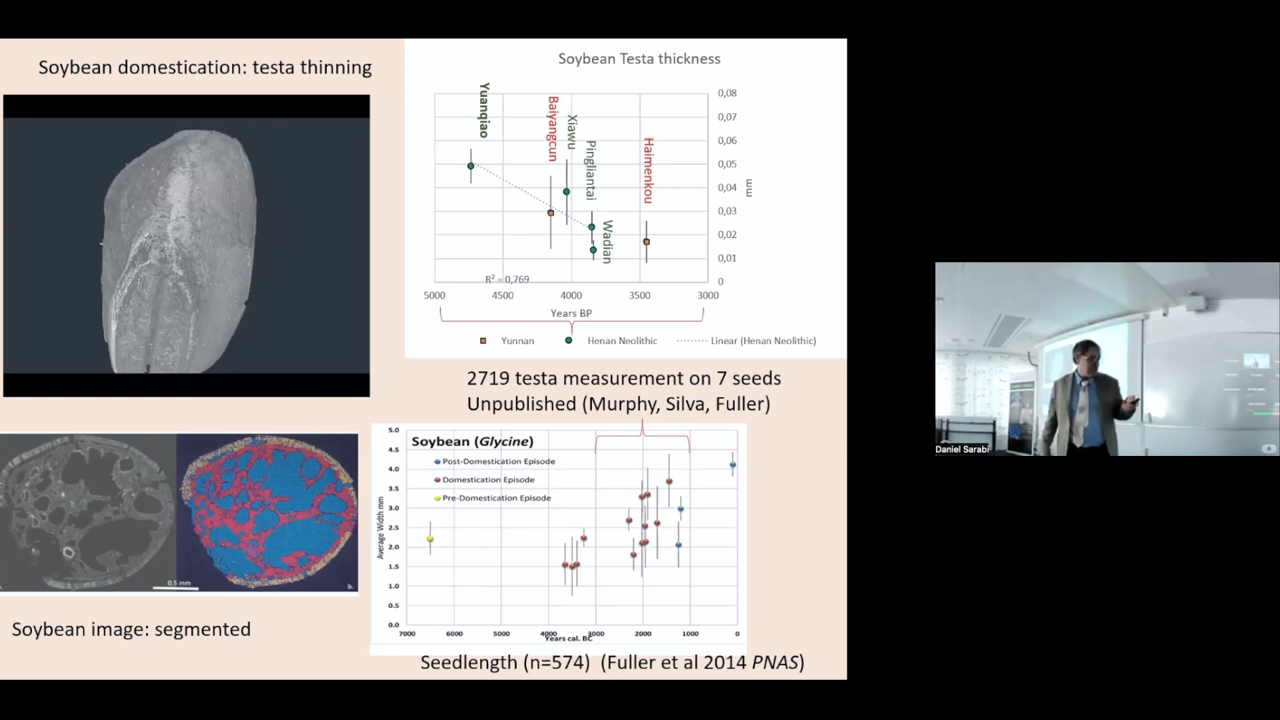 Soybean domestication: testa thinning
Soybean Testa thickness
Yuanqiao
Baiyangcun
Xiawu
Pingliantai
Wadian
Haimenkou
0,08
0,07
0,06
0,05
0,04
0,03
0,02
0,01
0
mm
R² = 0,769
5000 4500 4000 3500 3000
Years BP
Yunnan Henan Neolithic Linear (Henan Neolithic)
2719 testa measurement on 7 seeds
Unpublished (Murphy, Silva, Fuller)
Soybean (Glycine)
Post-Domestication Episode
Domestication Episode
Pre-Domestication Episode
Average Width mm
5.0
4.5
4.0
3.5
3.0
2.5
2.0
1.5
1.0
0.5
0.0
7000 6000 5000 4000 3000 2000 1000 0
Years cal. BC
Seedlength (n=574) (Fuller et al 2014 PNAS)
0.5 mm
b.
Soybean image: segmented
Daniel Sarabi